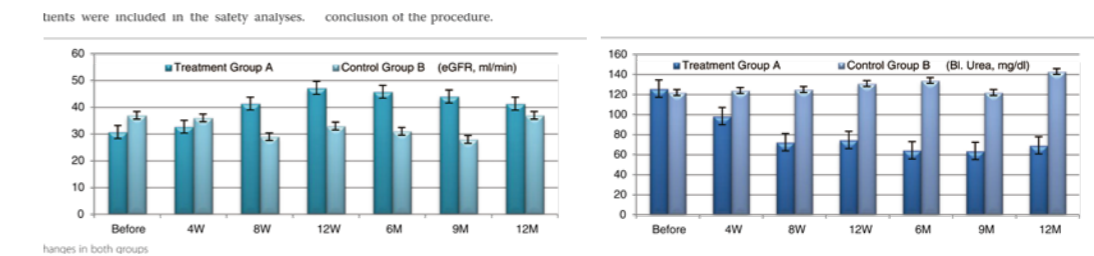 tients were included in the safety analyses.
conclusion of the procedure.
Treatment Group A Control Group B (eGFR, ml/min)
60
50
40
30
20
10
0
Before 4W 8W 12W 6M 9M 12M
hanges in both groups
Treatment Group A Control Group B (Bl. Urea, mg/dl)
160
140
120
100
80
60
40
20
0
Before 4W 8W 12W 6M 9M 12M